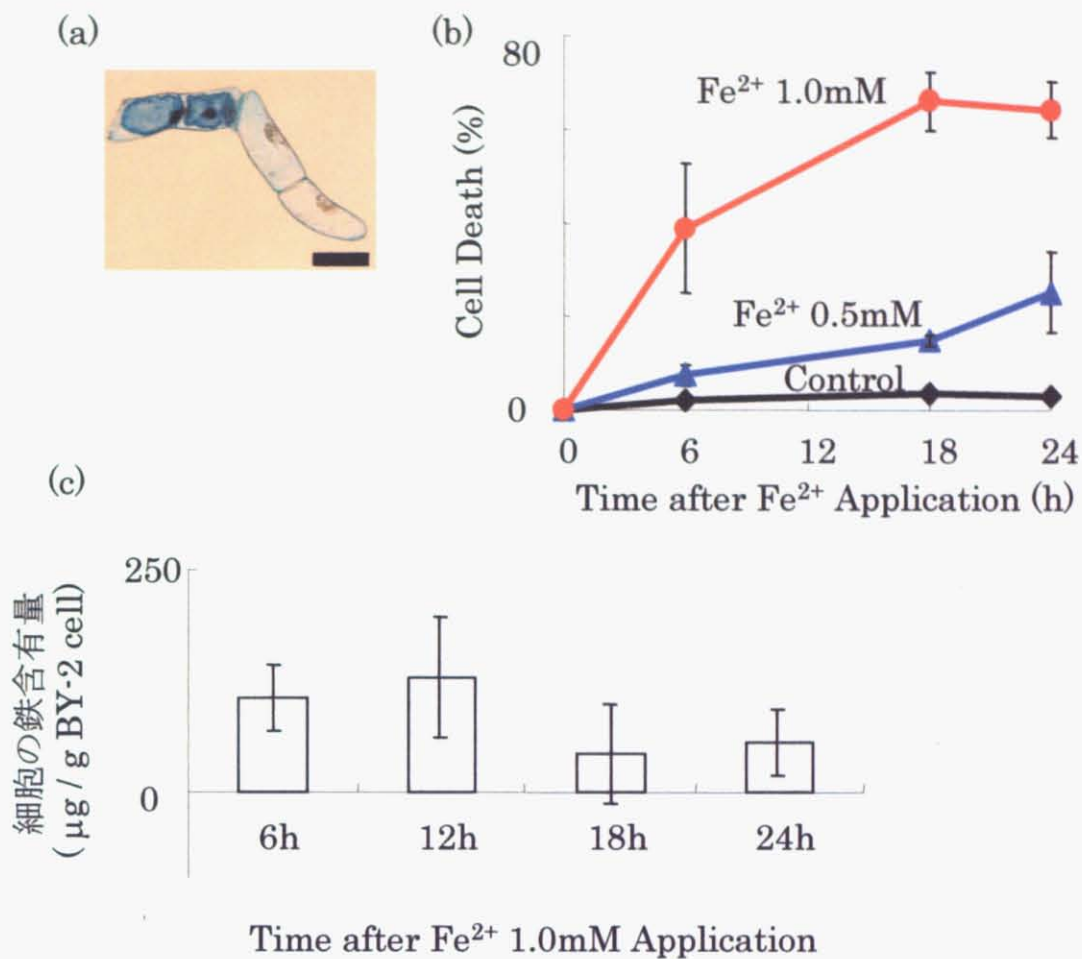 (a)
(b)
80
0
Cell Death (%)
Fe²⁺ 1.0mM
Fe²⁺ 0.5mM
Control
0 6 12 18 24
Time after Fe²⁺ Application (h)
(c)
細胞の鉄含有量
(μg / g BY-2 cell)
250
0
6h 12h 18h 24h
Time after Fe²⁺ 1.0mM Application